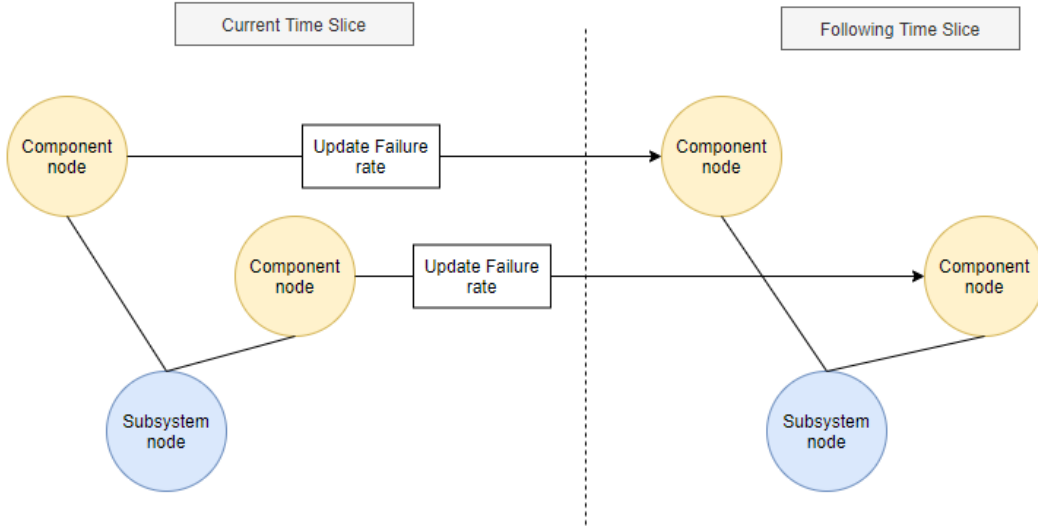 Current Time Slice
Following Time Slice
Component
node
Update Failure
rate
Component
node
Component
node
Update Failure
rate
Component
node
Subsystem
node
Subsystem
node